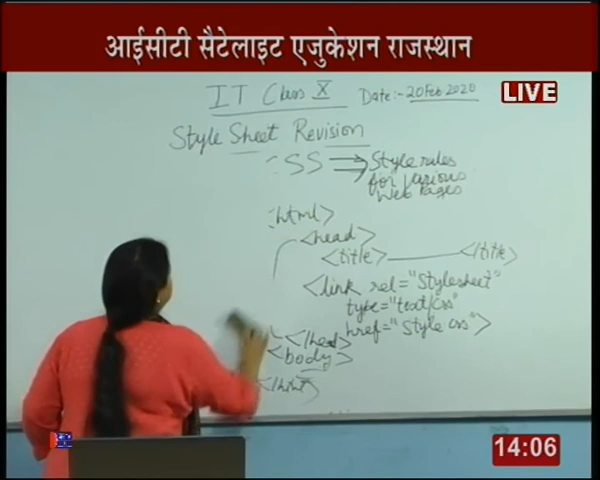 आईसीटी सैटेलाइट एजुकेशन राजस्थान
LIVE
IT Class X Date:- 20 Feb 2020
Style Sheet Revision
CSS Style rules
for various
Web Pages
<html>
<head>
<title> </title>
<link rel="Stylesheet"
type="text/css"
href="Style css">
</head>
<body>
14:06